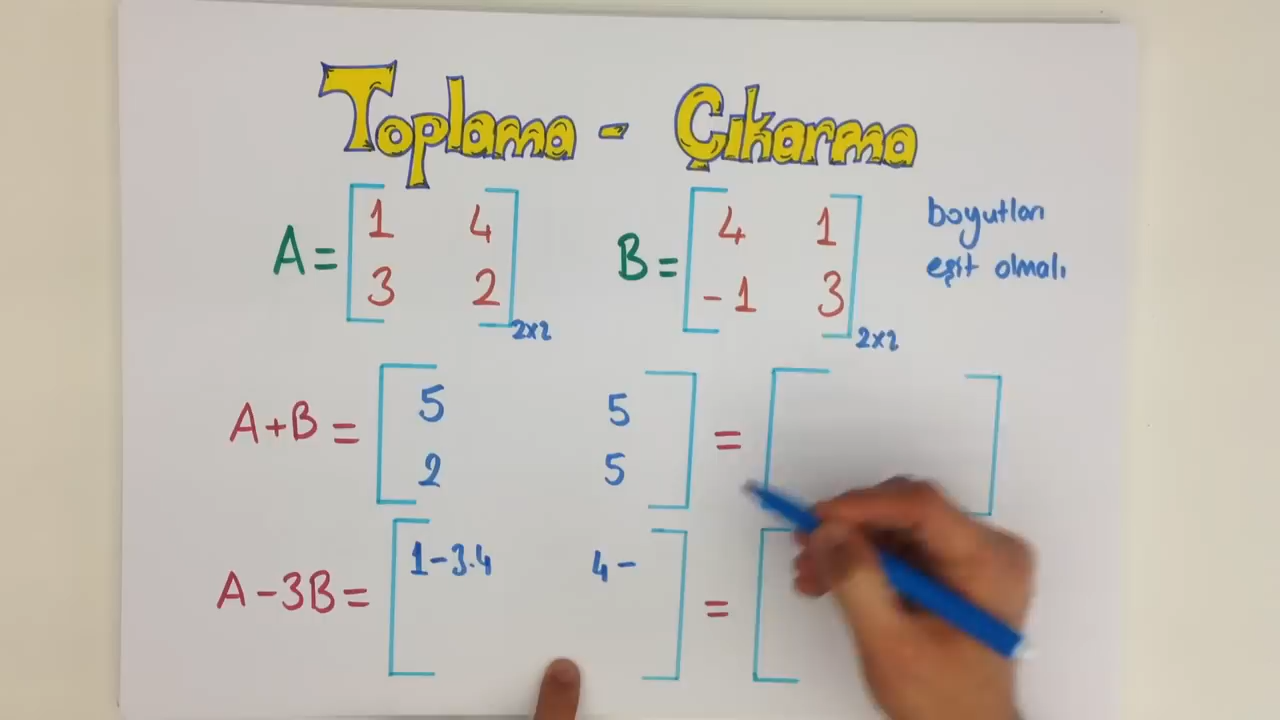 Toplama - Çıkarma
A = [ 1 4
3 2 ] 2x2
B = [ 4 1
-1 3 ] 2x2
boyutları
eşit olmalı
A+B = [ 5 5
2 5 ] = [ ]
A-3B = [ 1-3.4 4- ] = [